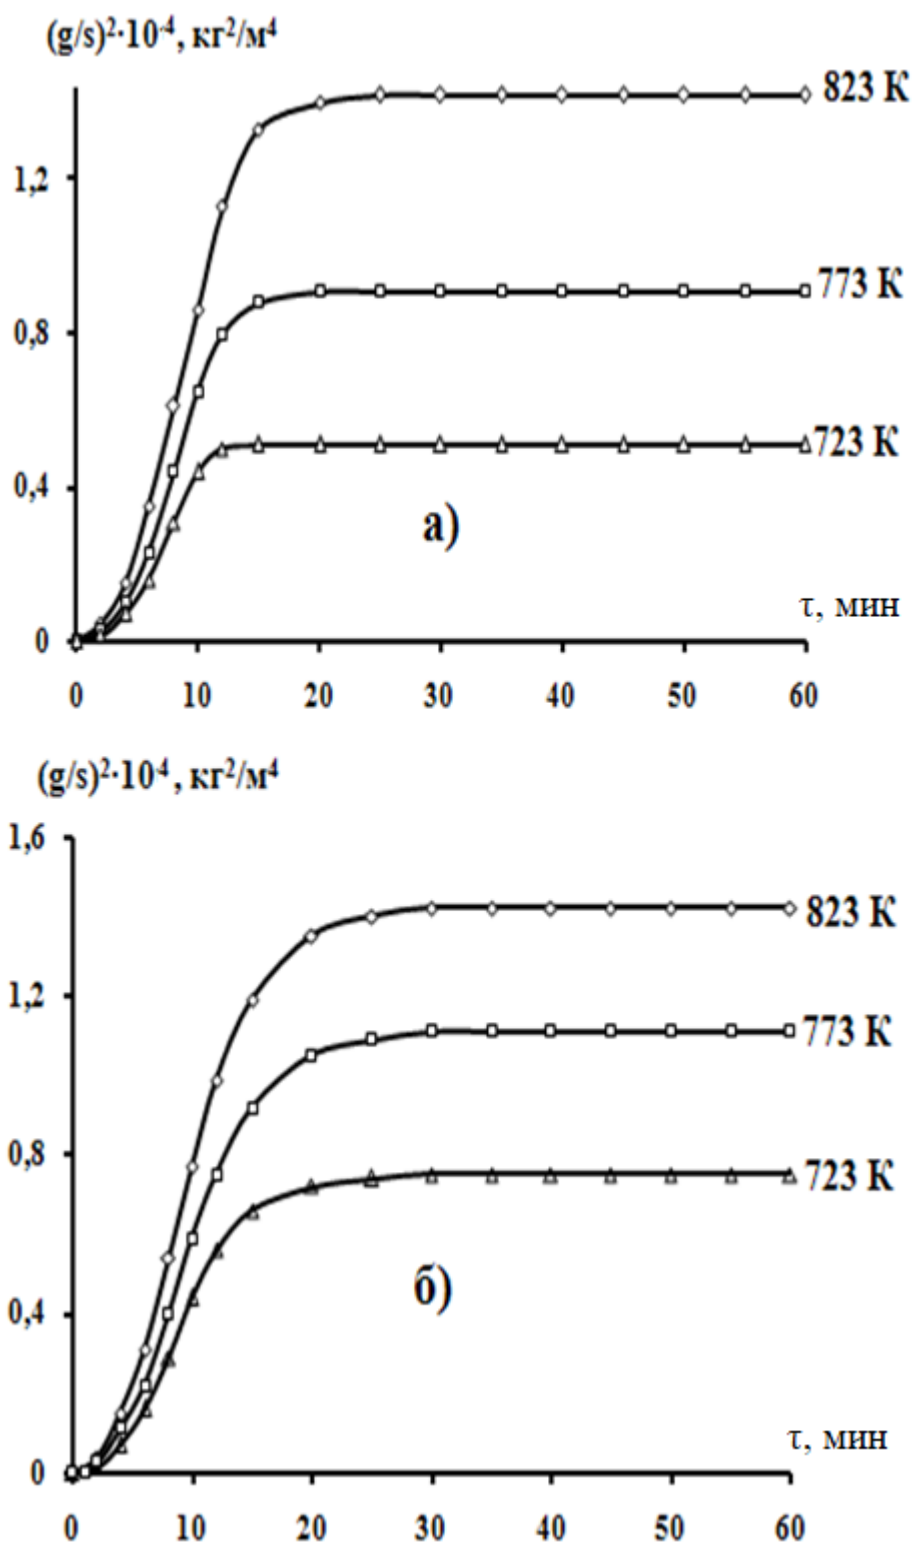 (g/s)²·10⁻⁴, кг²/м⁴
823 К
1,2
773 К
0,8
723 К
0,4
а)
τ, мин
0
0 10 20 30 40 50 60
(g/s)²·10⁻⁴, кг²/м⁴
1,6
823 К
1,2
773 К
0,8
723 К
0,4
б)
τ, мин
0
0 10 20 30 40 50 60